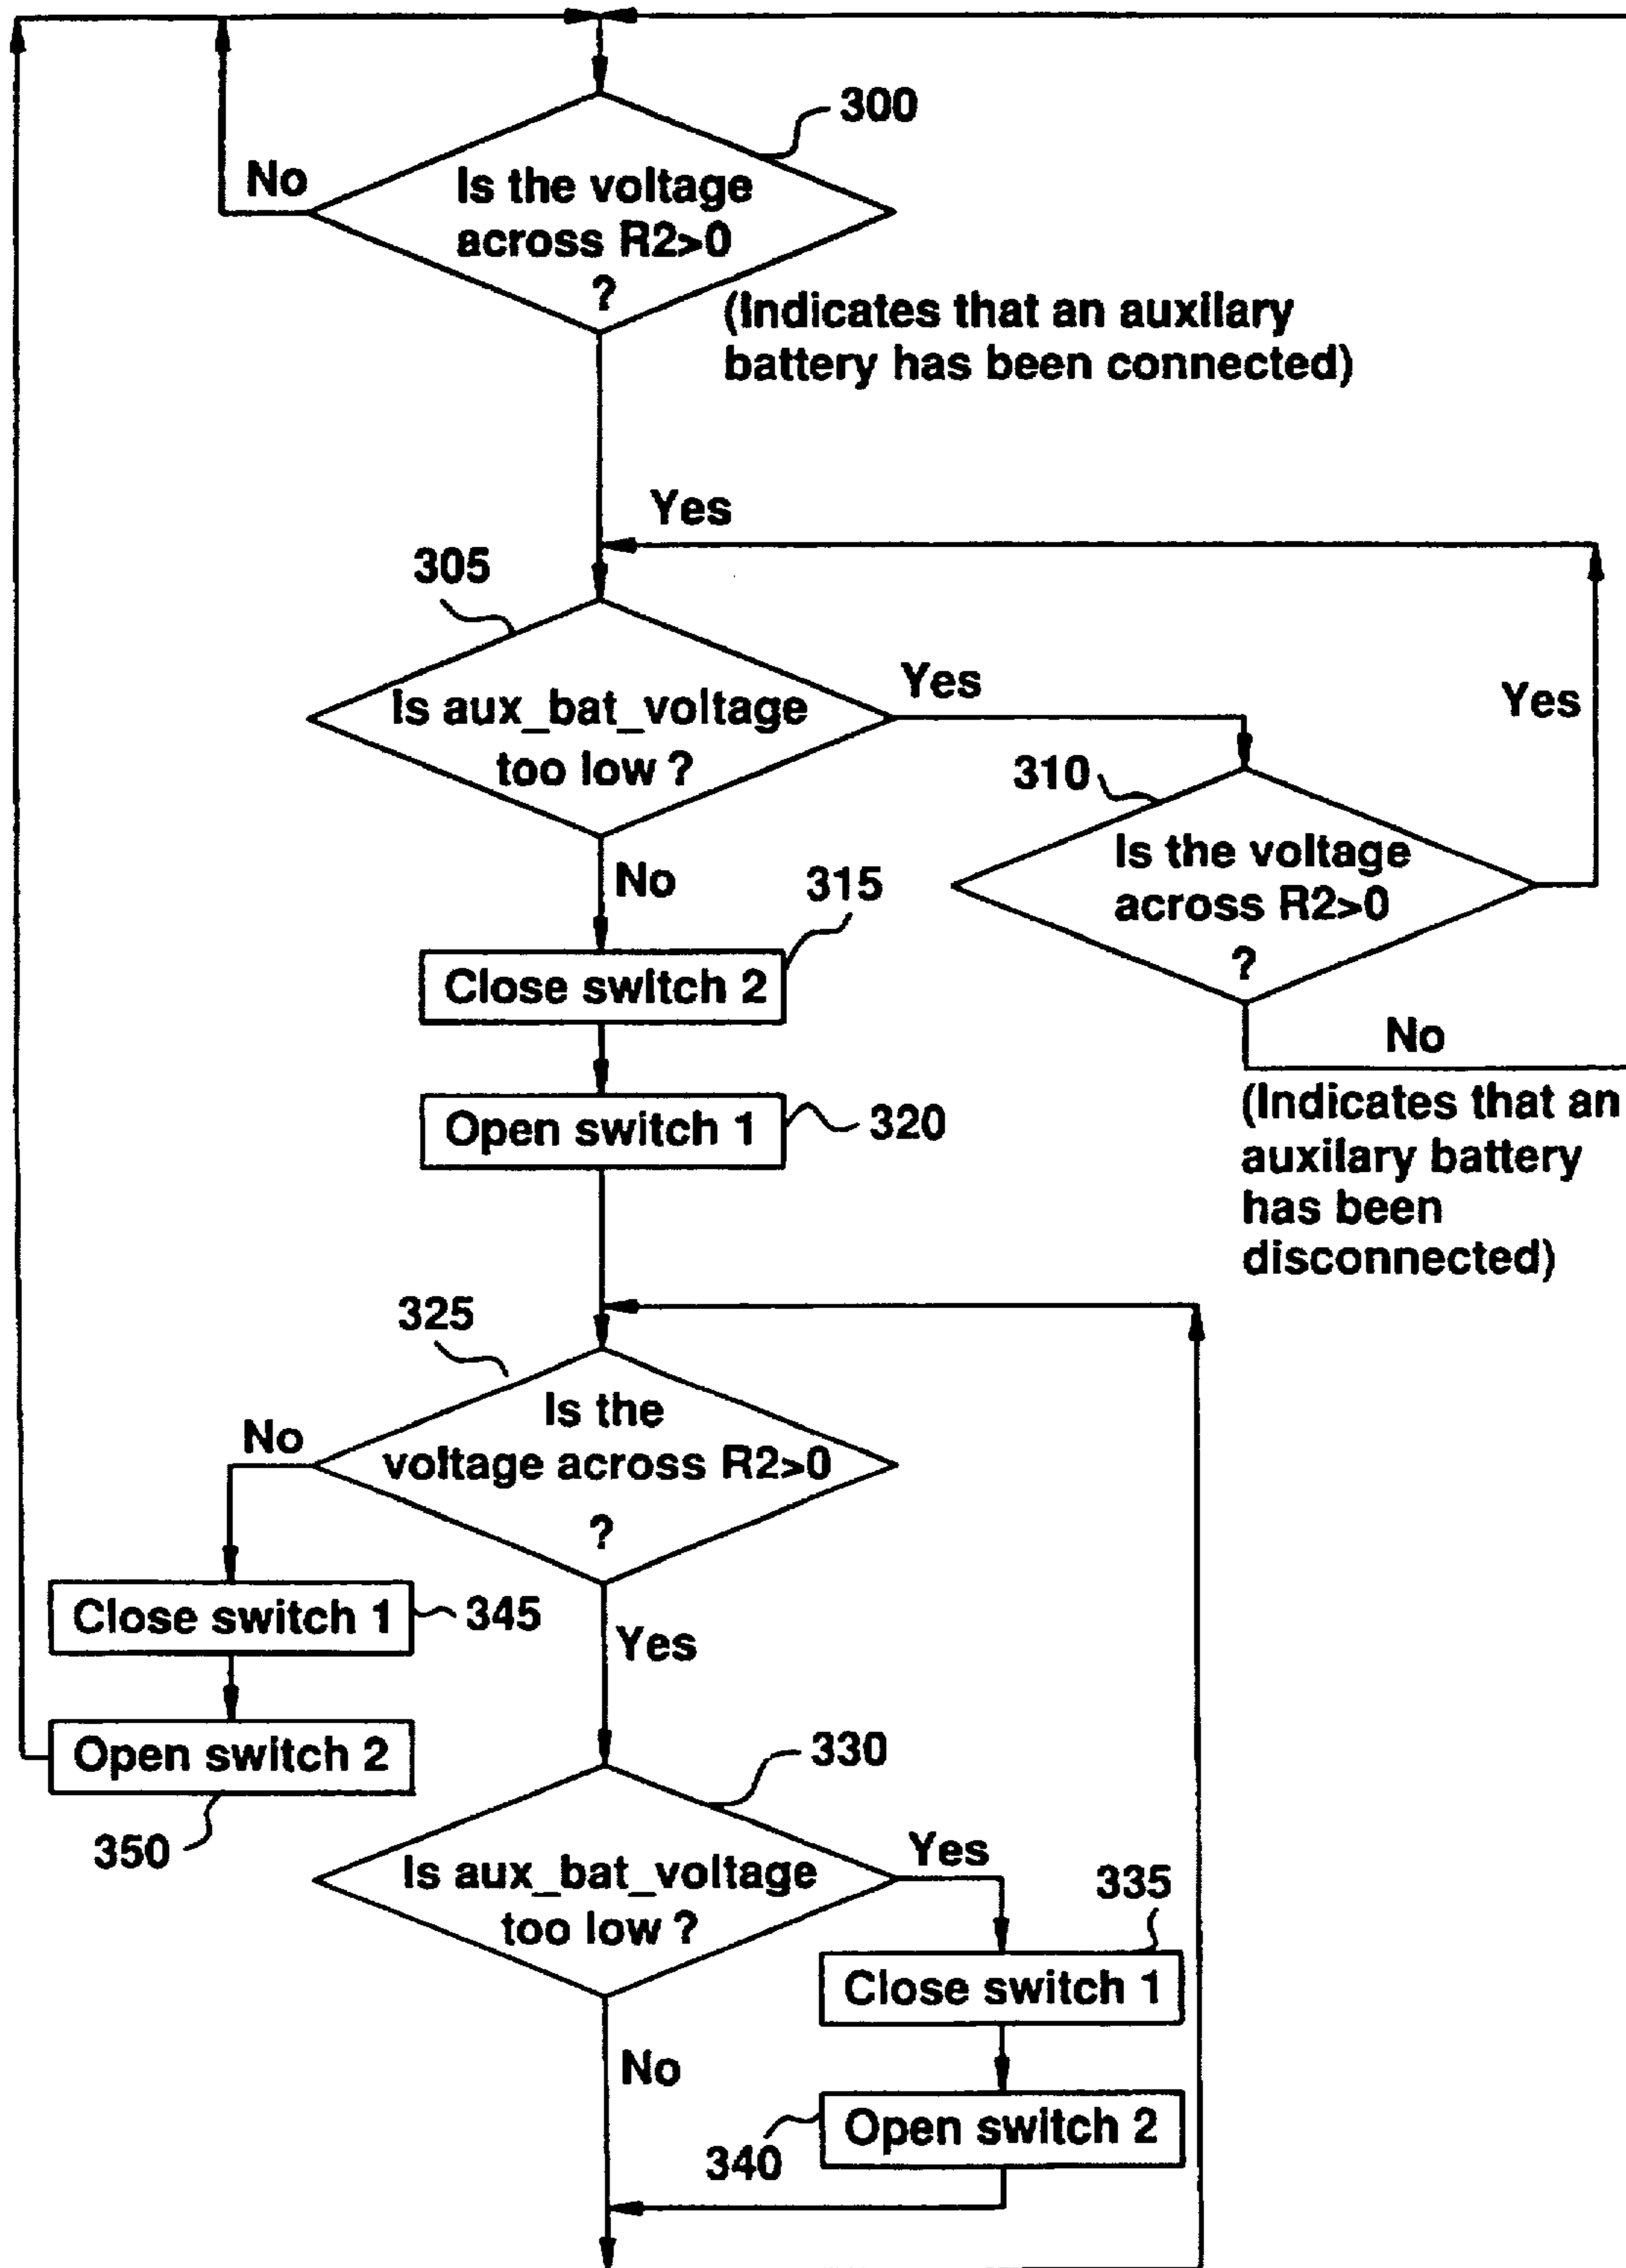 300
No
Is the voltage
across R2>0
?
(Indicates that an auxilary
battery has been connected)
Yes
305
Is aux_bat_voltage
too low ?
Yes
Yes
310
Is the voltage
across R2>0
?
No
315
Close switch 2
No
(Indicates that an
auxilary battery
has been
disconnected)
Open switch 1
320
325
Is the
voltage across R2>0
?
No
Close switch 1
345
Yes
Open switch 2
350
330
Is aux_bat_voltage
too low ?
Yes
335
Close switch 1
No
Open switch 2
340